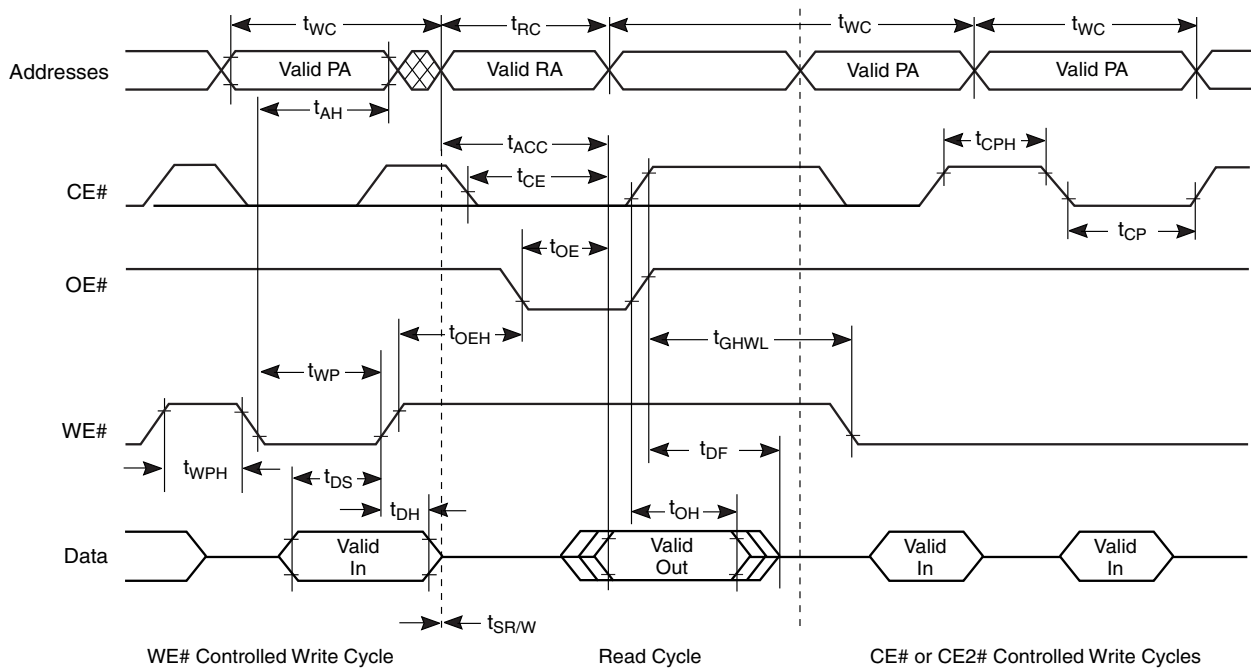 tWC tRC tWC tWC
Addresses Valid PA Valid RA Valid PA Valid PA
tAH
tACC tCPH
CE# tCE
tOE tCP
OE#
tOEH tGHWL
tWP
WE#
tWPH tDS tDF
tDH tOH
Data Valid In Valid Out Valid In Valid In
tSR/W
WE# Controlled Write Cycle Read Cycle CE# or CE2# Controlled Write Cycles